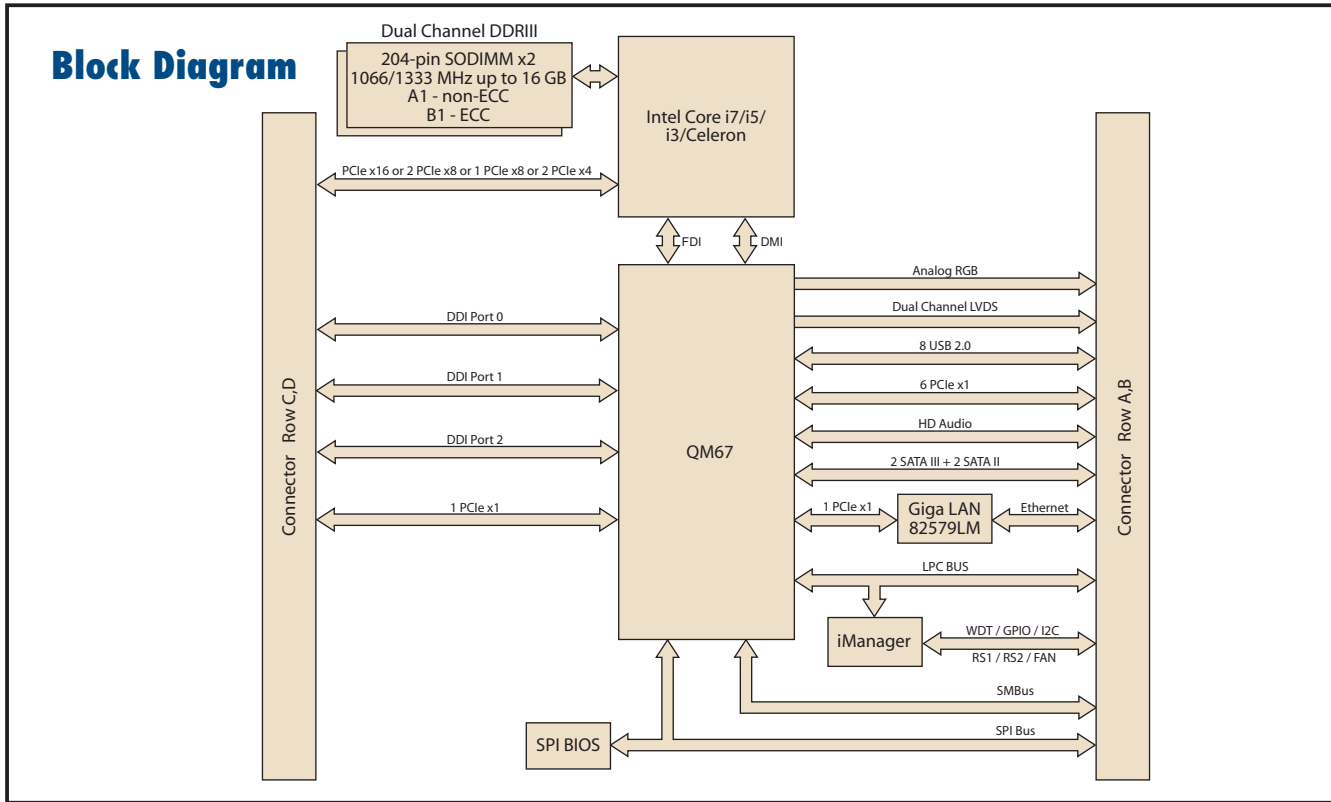 Block Diagram
Dual Channel DDRIII
204-pin SODIMM x2
1066/1333 MHz up to 16 GB
A1 - non-ECC
B1 - ECC
Intel Core i7/i5/
i3/Celeron
PCIe x16 or 2 PCIe x8 or 1 PCIe x8 or 2 PCIe x4
FDI
DMI
Connector Row C,D
DDI Port 0
DDI Port 1
DDI Port 2
1 PCIe x1
QM67
Analog RGB
Dual Channel LVDS
8 USB 2.0
6 PCIe x1
HD Audio
2 SATA III + 2 SATA II
1 PCIe x1
Giga LAN
82579LM
Ethernet
LPC BUS
iManager
WDT / GPIO / I2C
RS1 / RS2 / FAN
SMBus
SPI Bus
SPI BIOS
Connector Row A,B